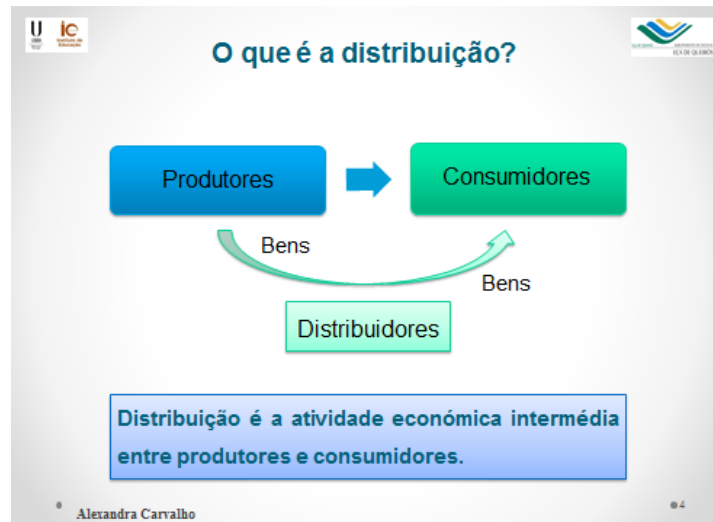 O que é a distribuição?
Produtores
Consumidores
Bens
Bens
Distribuidores
Distribuição é a atividade económica intermédia
entre produtores e consumidores.
Alexandra Carvalho
4